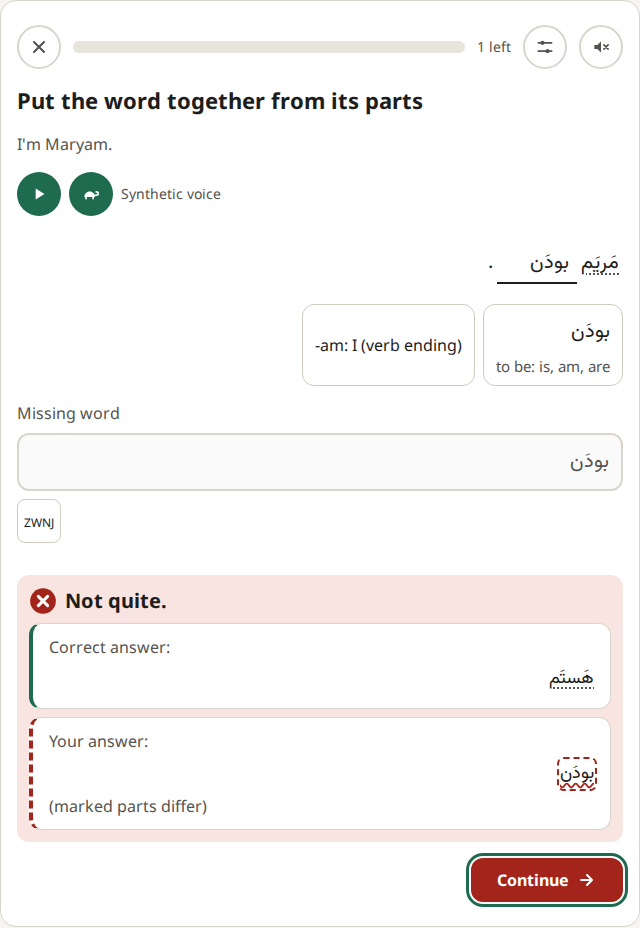 1 left
Put the word together from its parts
I'm Maryam.
Synthetic voice
مَریَم بودَن .
بودَن
to be: is, am, are
-am: I (verb ending)
Missing word
بودَن
ZWNJ
Not quite.
Correct answer:
هَستَم
Your answer:
بودَن
(marked parts differ)
Continue